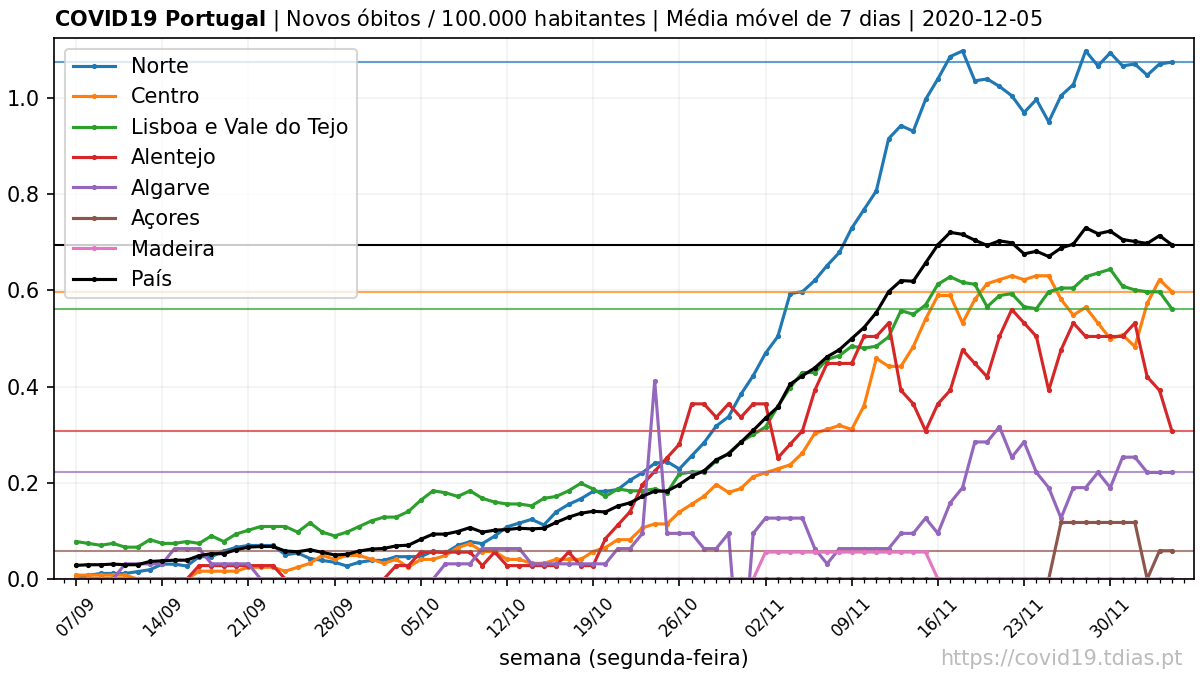 COVID19 Portugal | Novos óbitos / 100.000 habitantes | Média móvel de 7 dias | 2020-12-05
Norte
Centro
Lisboa e Vale do Tejo
Alentejo
Algarve
Açores
Madeira
País
1.0
0.8
0.6
0.4
0.2
0.0
07/09
14/09
21/09
28/09
05/10
12/10
19/10
26/10
02/11
09/11
16/11
23/11
30/11
semana (segunda-feira)
https://covid19.tdias.pt